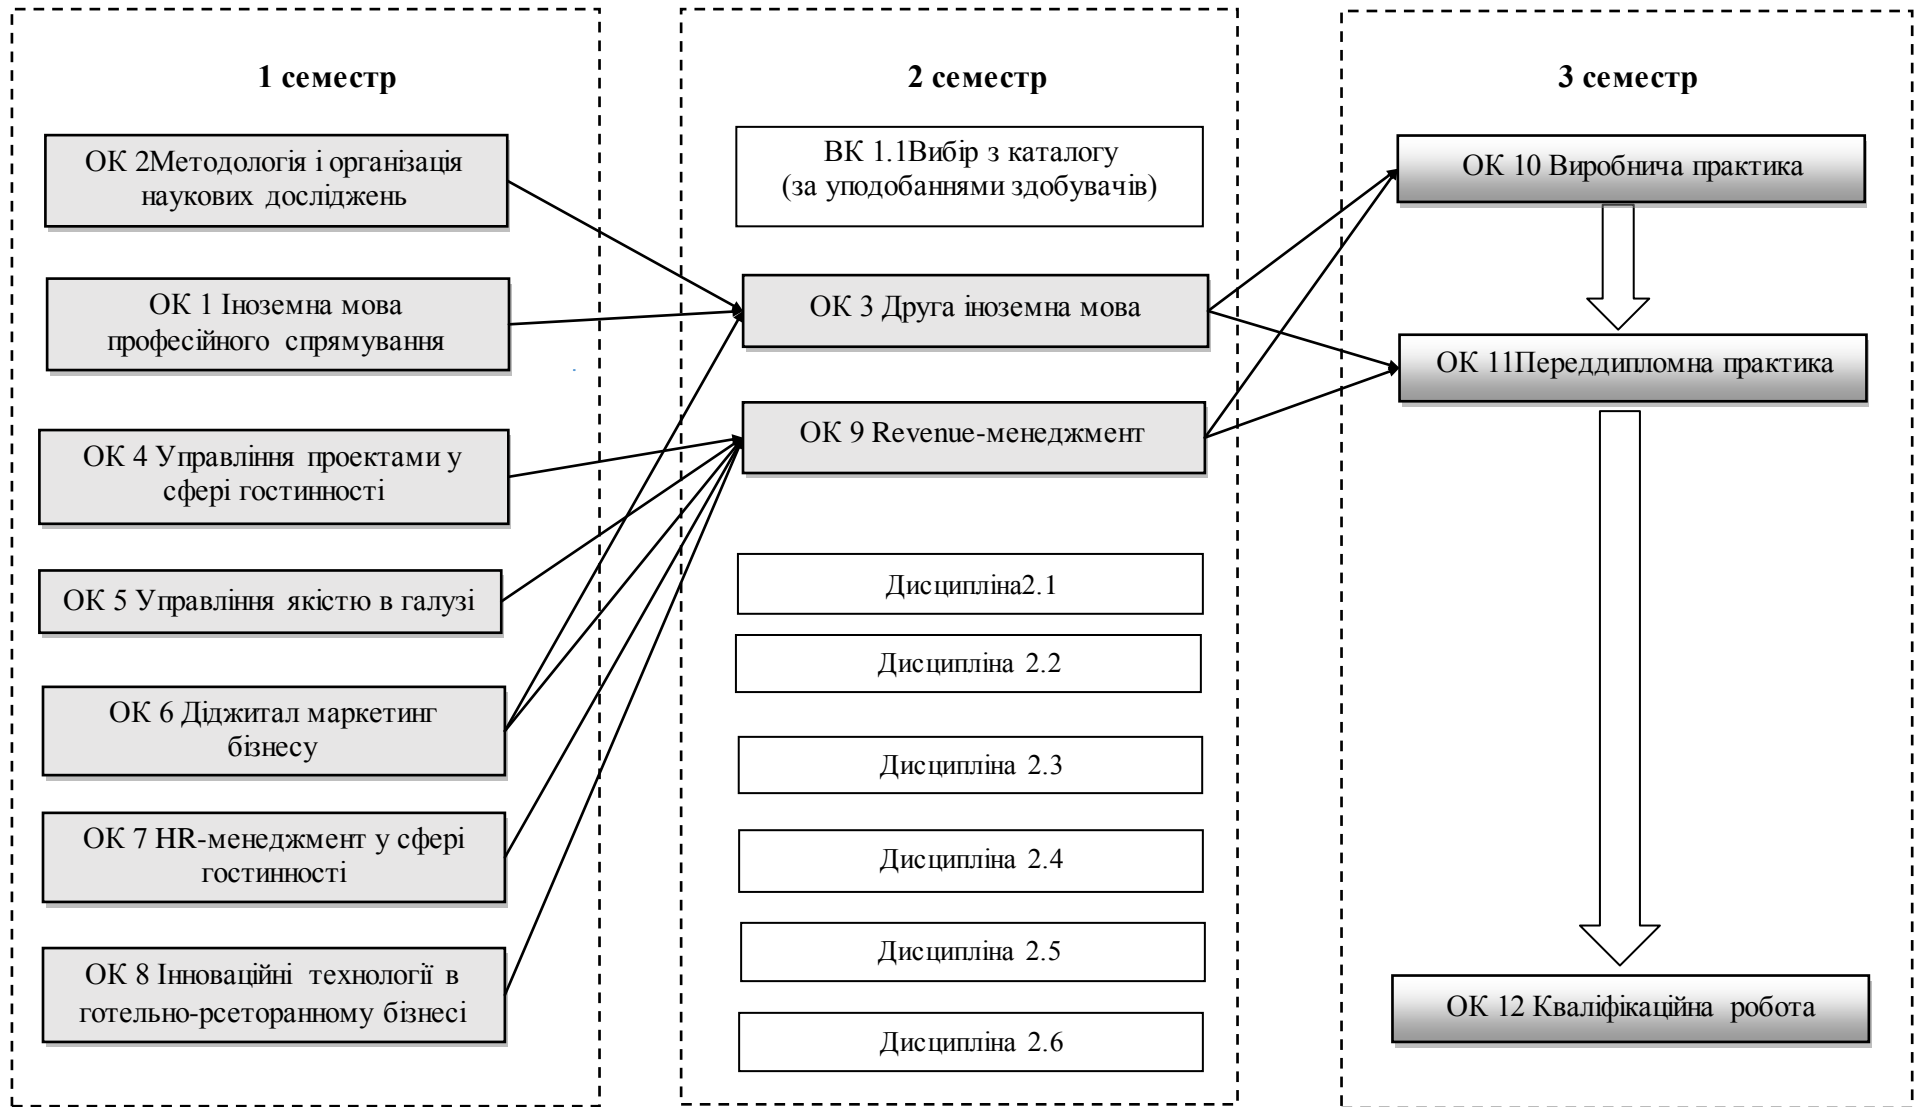 1 семестр
ОК 2Методологія і організація
наукових досліджень
ОК 1 Іноземна мова
професійного спрямування
ОК 4 Управління проектами у
сфері гостинності
ОК 5 Управління якістю в галузі
ОК 6 Діджитал маркетинг
бізнесу
ОК 7 HR-менеджмент у сфері
гостинності
ОК 8 Інноваційні технології в
готельно-рсеторанному бізнесі
2 семестр
ВК 1.1Вибір з каталогу
(за уподобаннями здобувачів)
ОК 3 Друга іноземна мова
ОК 9 Revenue-менеджмент
Дисципліна2.1
Дисципліна 2.2
Дисципліна 2.3
Дисципліна 2.4
Дисципліна 2.5
Дисципліна 2.6
3 семестр
ОК 10 Виробнича практика
ОК 11Переддипломна практика
ОК 12 Кваліфікаційна робота